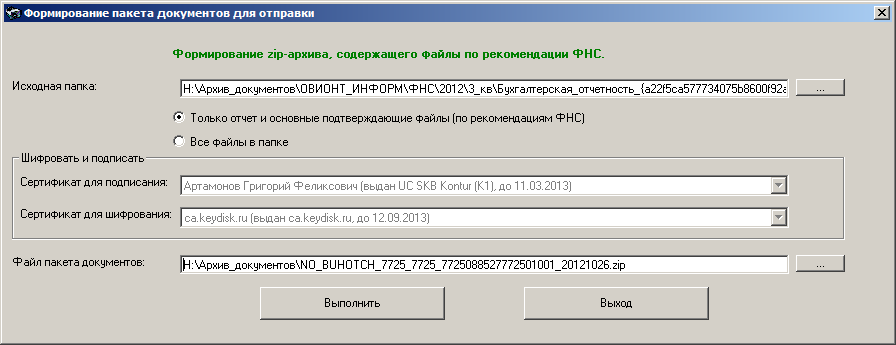 Формирование пакета документов для отправки
Формирование zip-архива, содержащего файлы по рекомендации ФНС.
Исходная папка: H:\Архив_документов\ОВИОНТ_ИНФОРМ\ФНС\2012\3_кв\Бухгалтерская_отчетность_{a22f5ca577734075b8600f92a ...
Только отчет и основные подтверждающие файлы (по рекомендациям ФНС)
Все файлы в папке
Шифровать и подписать
Сертификат для подписания: Артамонов Григорий Феликсович (выдан UC SKB Kontur (K1), до 11.03.2013)
Сертификат для шифрования: ca.keydisk.ru (выдан ca.keydisk.ru, до 12.09.2013)
Файл пакета документов: H:\Архив_документов\NO_BUHOTCH_7725_7725_7725088527772501001_20121026.zip ...
Выполнить Выход